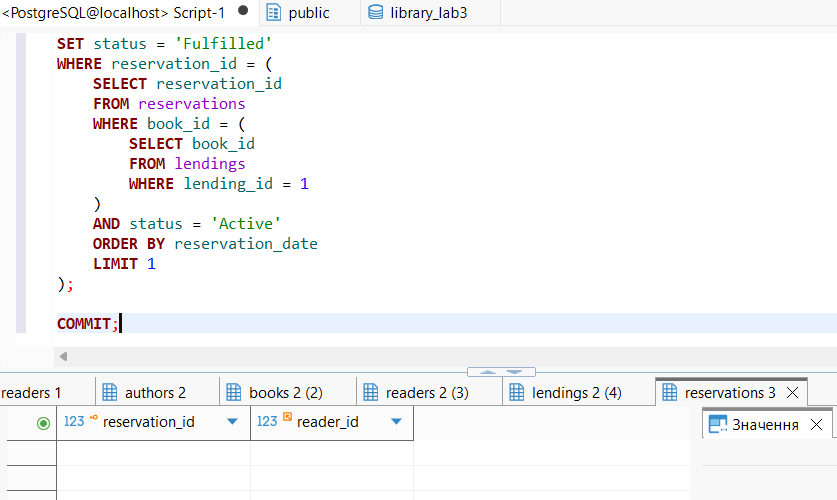 <PostgreSQL@localhost> Script-1 public library_lab3
SET status = 'Fulfilled'
WHERE reservation_id = (
SELECT reservation_id
FROM reservations
WHERE book_id = (
SELECT book_id
FROM lendings
WHERE lending_id = 1
)
AND status = 'Active'
ORDER BY reservation_date
LIMIT 1
);
COMMIT;
readers 1 authors 2 books 2 (2) readers 2 (3) lendings 2 (4) reservations 3
123 reservation_id 123 reader_id Значення